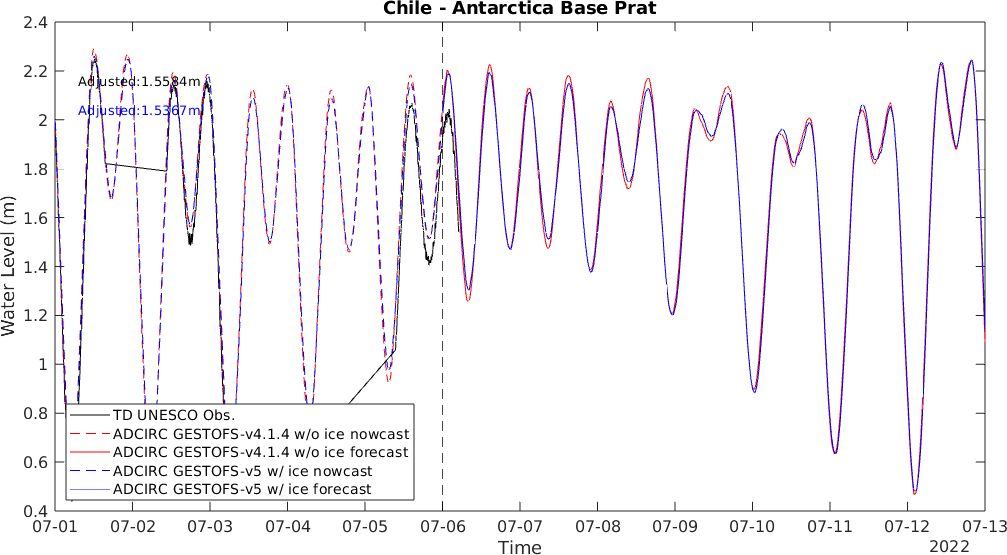 Chile - Antarctica Base Prat
2.4
2.2
2
1.8
1.6
1.4
1.2
1
0.8
0.6
0.4
Water Level (m)
Adjusted:1.5584m
Adjusted:1.5367m
TD UNESCO Obs.
ADCIRC GESTOFS-v4.1.4 w/o ice nowcast
ADCIRC GESTOFS-v4.1.4 w/o ice forecast
ADCIRC GESTOFS-v5 w/ ice nowcast
ADCIRC GESTOFS-v5 w/ ice forecast
07-01 07-02 07-03 07-04 07-05 07-06 07-07 07-08 07-09 07-10 07-11 07-12 07-13
Time
2022